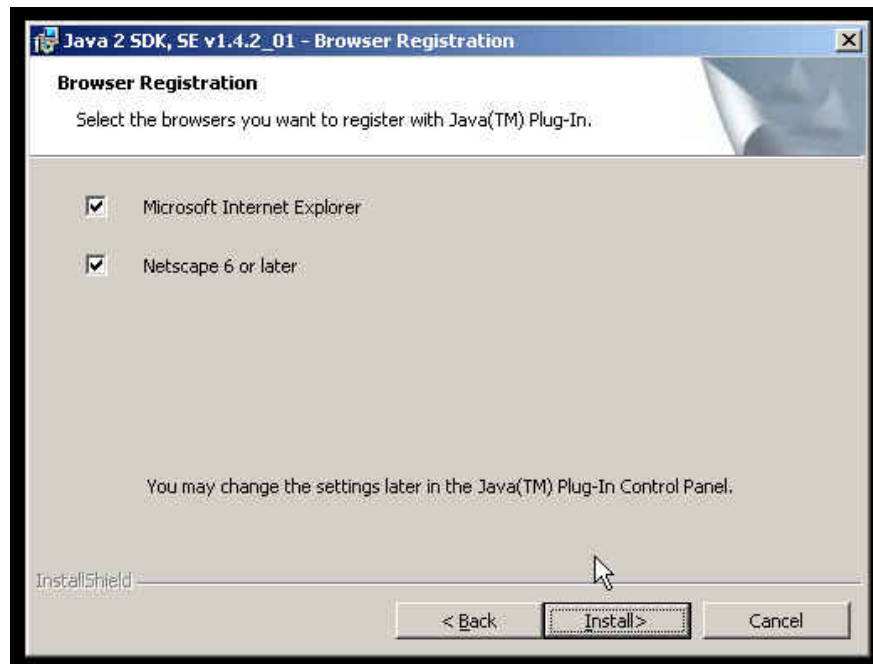 Java 2 SDK, SE v1.4.2_01 - Browser Registration
Browser Registration
Select the browsers you want to register with Java(TM) Plug-In.
Microsoft Internet Explorer
Netscape 6 or later
You may change the settings later in the Java(TM) Plug-In Control Panel.
InstallShield
< Back Install> Cancel